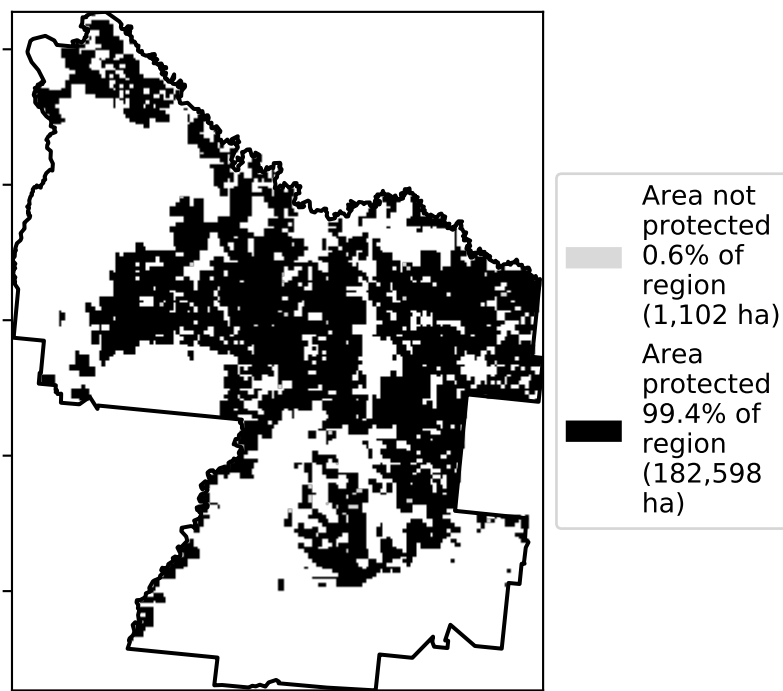 Area not
protected
0.6% of
region
(1,102 ha)
Area
protected
99.4% of
region
(182,598
ha)